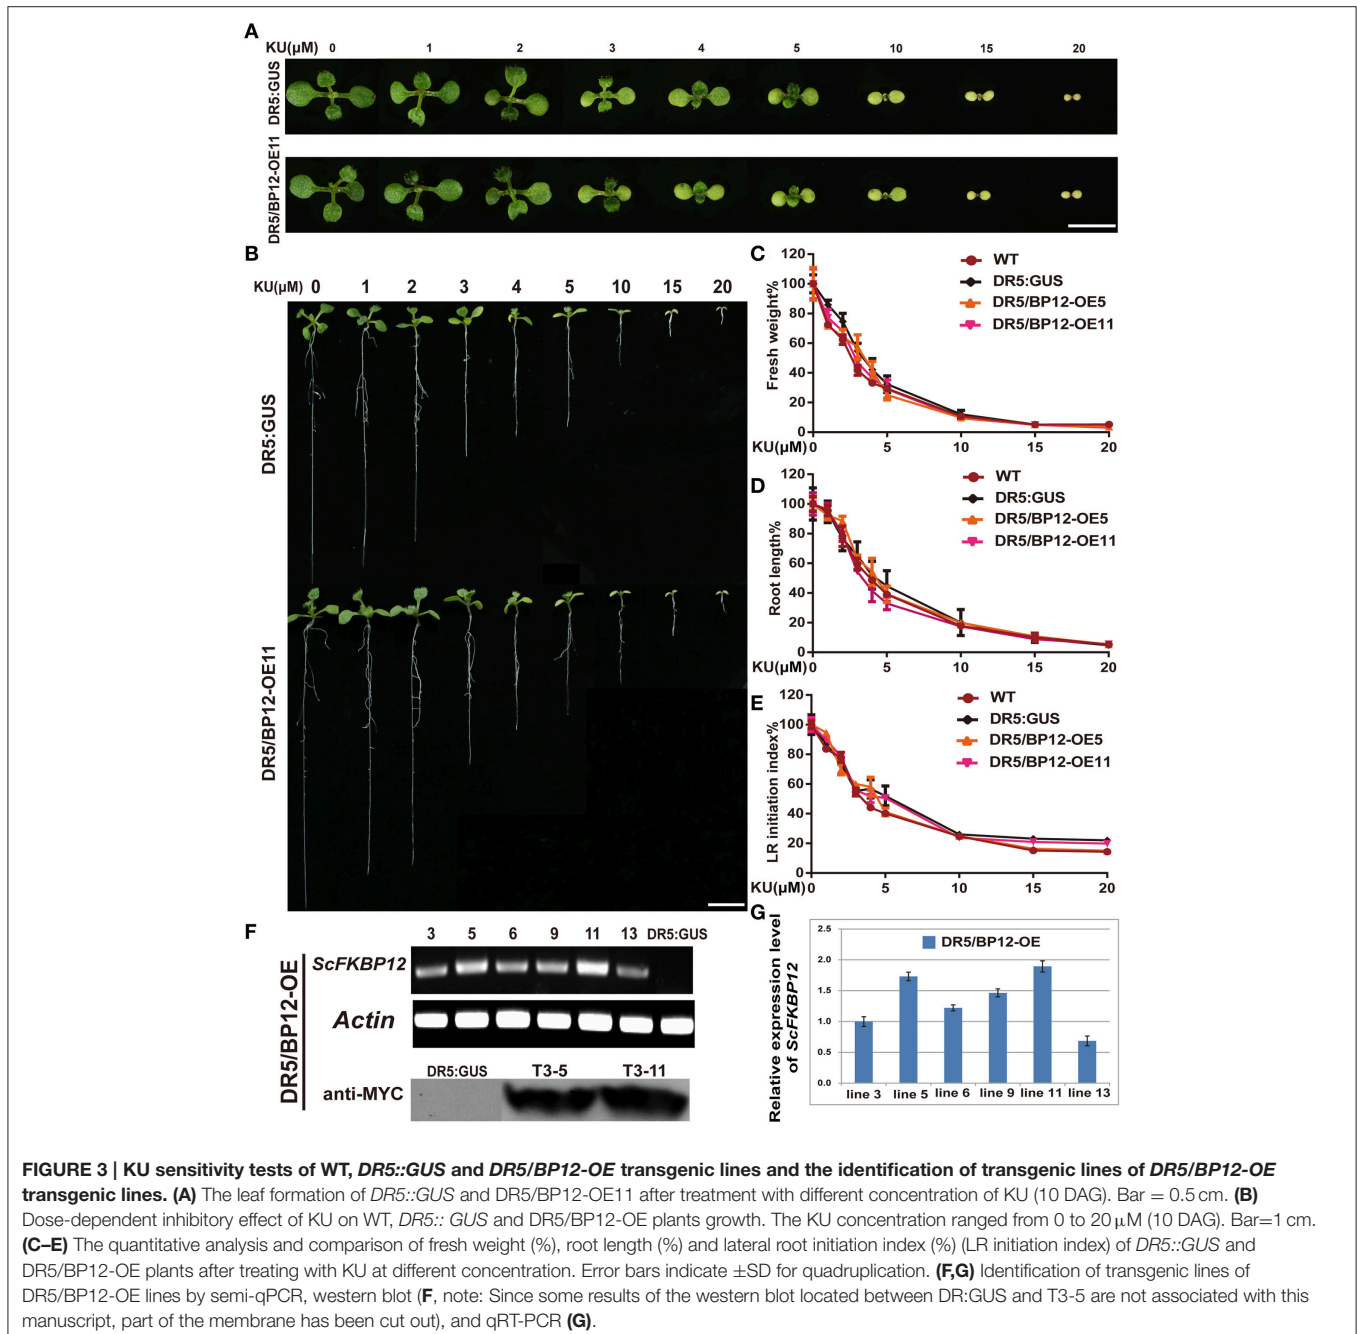 A
KU(μM) 0 1 2 3 4 5 10 15 20
DR5:GUS
DR5/BP12-OE11
B
KU(μM) 0 1 2 3 4 5 10 15 20
DR5:GUS
DR5/BP12-OE11
C
120
100
80
60
40
20
0
Fresh weight%
WT
DR5:GUS
DR5/BP12-OE5
DR5/BP12-OE11
KU(μM) 0 5 10 15 20
D
120
100
80
60
40
20
0
Root length%
WT
DR5:GUS
DR5/BP12-OE5
DR5/BP12-OE11
KU(μM) 0 5 10 15 20
E
120
100
80
60
40
20
0
LR initiation index%
WT
DR5:GUS
DR5/BP12-OE5
DR5/BP12-OE11
KU(μM) 0 5 10 15 20
F
DR5/BP12-OE
3 5 6 9 11 13 DR5:GUS
ScFKBP12
Actin
DR5:GUS T3-5 T3-11
anti-MYC
G
Relative expression level
of ScFKBP12
2.5
2.0
1.5
1.0
0.5
0.0
DR5/BP12-OE
line 3 line 5 line 6 line 9 line 11 line 13
FIGURE 3 | KU sensitivity tests of WT, DR5::GUS and DR5/BP12-OE transgenic lines and the identification of transgenic lines of DR5/BP12-OE
transgenic lines. (A) The leaf formation of DR5::GUS and DR5/BP12-OE11 after treatment with different concentration of KU (10 DAG). Bar = 0.5 cm. (B)
Dose-dependent inhibitory effect of KU on WT, DR5:: GUS and DR5/BP12-OE plants growth. The KU concentration ranged from 0 to 20 μM (10 DAG). Bar=1 cm.
(C–E) The quantitative analysis and comparison of fresh weight (%), root length (%) and lateral root initiation index (%) (LR initiation index) of DR5::GUS and
DR5/BP12-OE plants after treating with KU at different concentration. Error bars indicate ±SD for quadruplication. (F,G) Identification of transgenic lines of
DR5/BP12-OE lines by semi-qPCR, western blot (F, note: Since some results of the western blot located between DR:GUS and T3-5 are not associated with this
manuscript, part of the membrane has been cut out), and qRT-PCR (G).